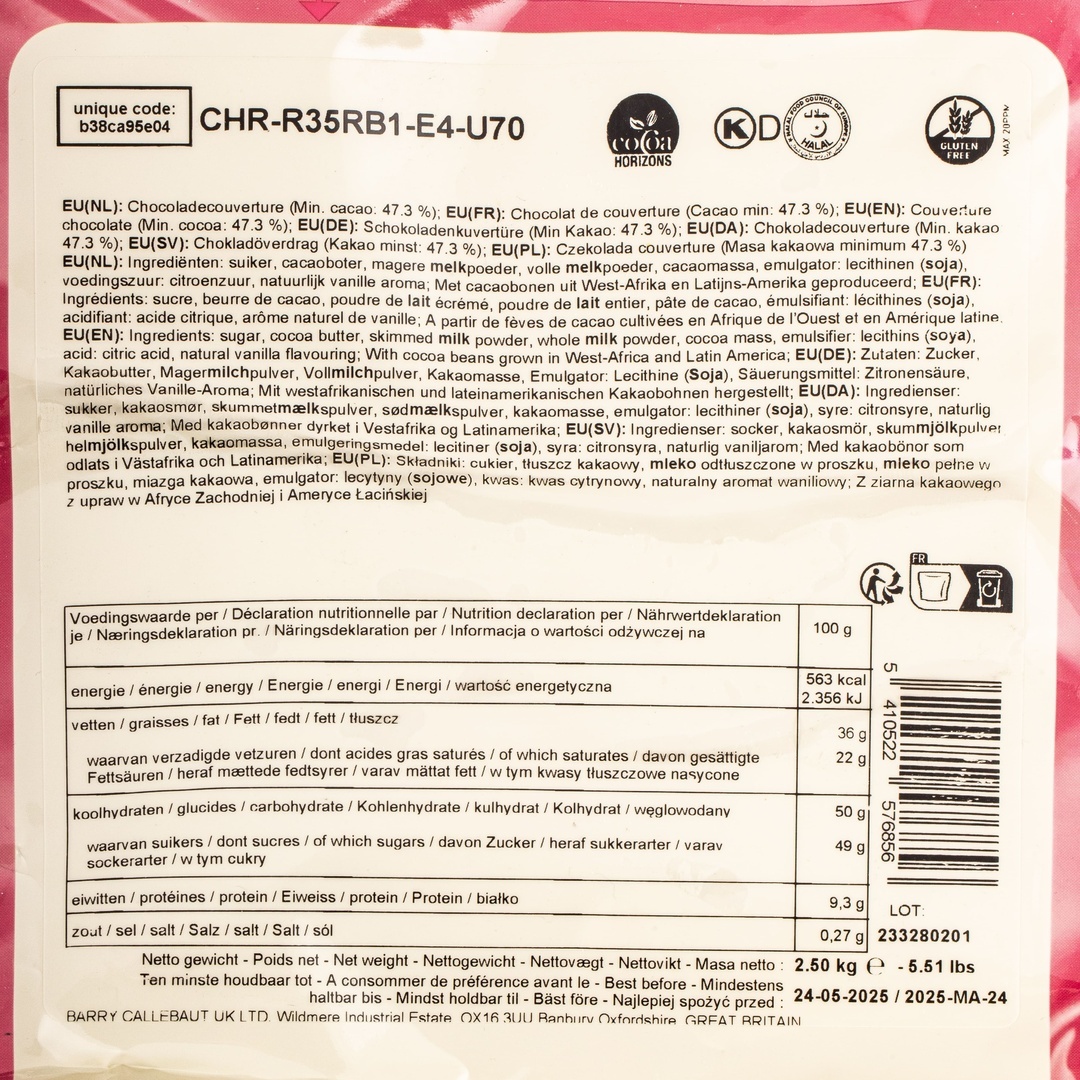 unique code:
b38ca95e04
CHR-R35RB1-E4-U70
cocoa
HORIZONS
K D
HALAL FOOD COUNCIL OF EUROPE
حلال
HALAL
GLUTEN
FREE
MAX 20PPM
EU(NL): Chocoladecouverture (Min. cacao: 47.3 %); EU(FR): Chocolat de couverture (Cacao min: 47.3 %); EU(EN): Couverture
chocolate (Min. cocoa: 47.3 %); EU(DE): Schokoladenkuvertüre (Min Kakao: 47.3 %); EU(DA): Chokoladecouverture (Min. kakao
47.3 %); EU(SV): Chokladöverdrag (Kakao minst: 47.3 %); EU(PL): Czekolada couverture (Masa kakaowa minimum 47.3 %)
EU(NL): Ingrediënten: suiker, cacaoboter, magere melkpoeder, volle melkpoeder, cacaomassa, emulgator: lecithinen (soja),
voedingszuur: citroenzuur, natuurlijk vanille aroma; Met cacaobonen uit West-Afrika en Latijns-Amerika geproduceerd; EU(FR):
Ingrédients: sucre, beurre de cacao, poudre de lait écrémé, poudre de lait entier, pâte de cacao, émulsifiant: lécithines (soja),
acidifiant: acide citrique, arôme naturel de vanille; A partir de fèves de cacao cultivées en Afrique de l'Ouest et en Amérique latine.
EU(EN): Ingredients: sugar, cocoa butter, skimmed milk powder, whole milk powder, cocoa mass, emulsifier: lecithins (soya),
acid: citric acid, natural vanilla flavouring; With cocoa beans grown in West-Africa and Latin America; EU(DE): Zutaten: Zucker,
Kakaobutter, Magermilchpulver, Vollmilchpulver, Kakaomasse, Emulgator: Lecithine (Soja), Säuerungsmittel: Zitronensäure,
natürliches Vanille-Aroma; Mit westafrikanischen und lateinamerikanischen Kakaobohnen hergestellt; EU(DA): Ingredienser:
sukker, kakaosmør, skummetmælkspulver, sødmælkspulver, kakaomasse, emulgator: lecithiner (soja), syre: citronsyre, naturlig
vanille aroma; Med kakaobønner dyrket i Vestafrika og Latinamerika; EU(SV): Ingredienser: socker, kakaosmör, skummjölkpulver
helmjölkspulver, kakaomassa, emulgeringsmedel: lecitiner (soja), syra: citronsyra, naturlig vaniljarom; Med kakaobönor som
odlats i Västafrika och Latinamerika; EU(PL): Składniki: cukier, tłuszcz kakaowy, mleko odtłuszczone w proszku, mleko pełne w
proszku, miazga kakaowa, emulgator: lecytyny (sojowe), kwas: kwas cytrynowy, naturalny aromat waniliowy; Z ziarna kakaowego
z upraw w Afryce Zachodniej i Ameryce Łacińskiej
FR
Voedingswaarde per / Déclaration nutritionnelle par / Nutrition declaration per / Nährwertdeklaration
je / Næringsdeklaration pr. / Näringsdeklaration per / Informacja o wartości odżywczej na
100 g
energie / énergie / energy / Energie / energi / Energi / wartość energetyczna
563 kcal
2.356 kJ
vetten / graisses / fat / Fett / fedt / fett / tłuszcz
36 g
waarvan verzadigde vetzuren / dont acides gras saturés / of which saturates / davon gesättigte
Fettsäuren / heraf mættede fedtsyrer / varav mättat fett / w tym kwasy tłuszczowe nasycone
22 g
koolhydraten / glucides / carbohydrate / Kohlenhydrate / kulhydrat / Kolhydrat / węglowodany
50 g
waarvan suikers / dont sucres / of which sugars / davon Zucker / heraf sukkerarter / varav
sockerarter / w tym cukry
49 g
eiwitten / protéines / protein / Eiweiss / protein / Protein / białko
9,3 g
zout / sel / salt / Salz / salt / Salt / sól
0,27 g
5 410522 576856
LOT:
233280201
Netto gewicht - Poids net - Net weight - Nettogewicht - Nettovægt - Nettovikt - Masa netto : 2.50 kg ℮ - 5.51 lbs
Ten minste houdbaar tot - A consommer de préférence avant le - Best before - Mindestens
haltbar bis - Mindst holdbar til - Bäst före - Najlepiej spożyć przed : 24-05-2025 / 2025-MA-24
BARRY CALLEBAUT UK LTD. Wildmere Industrial Estate, OX16 3UU Banbury Oxfordshire, GREAT BRITAIN